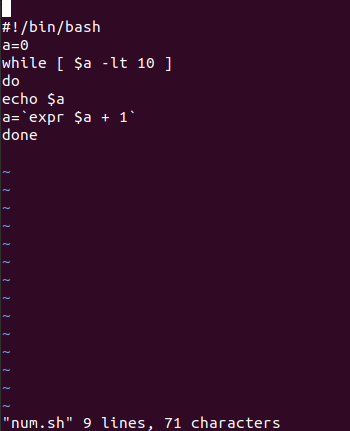 #!/bin/bash
a=0
while [ $a -lt 10 ]
do
echo $a
a=`expr $a + 1`
done
~
~
~
~
~
~
~
~
~
~
~
~
~
~
"num.sh" 9 lines, 71 characters